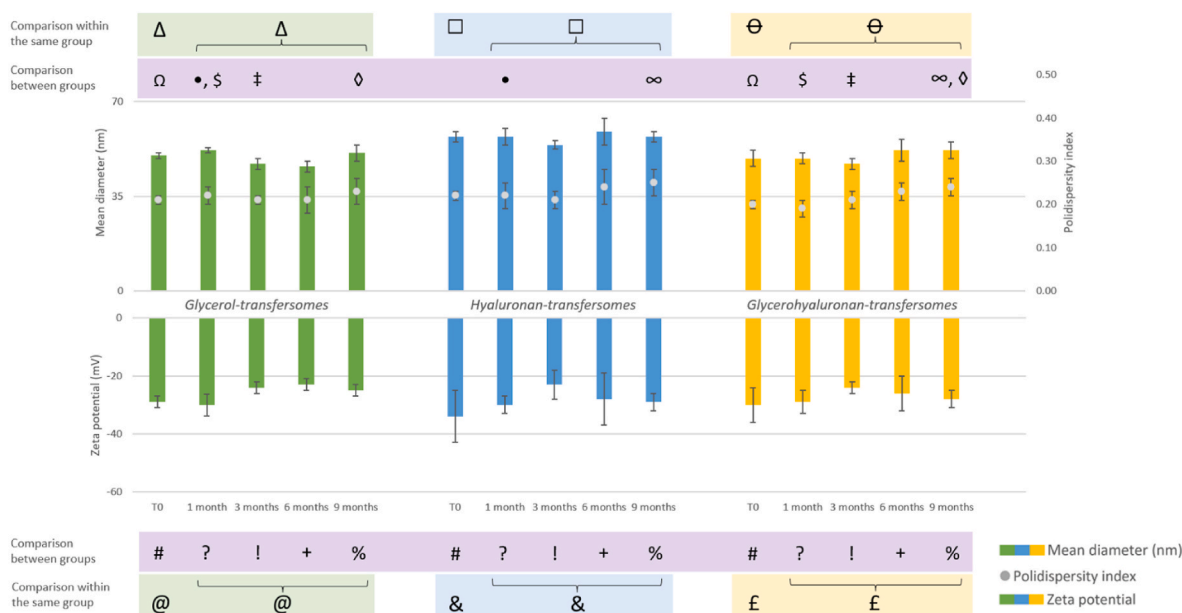 Comparison within
the same group
Δ Δ □ □ Ɵ Ɵ
Comparison
between groups
Ω •, $ ‡ ◊ • ∞ Ω $ ‡ ∞, ◊
0.50
70
0.40
0.30
35
0.20
0.10
0
0.00
Mean diameter (nm)
Polidispersity index
Glycerol-transfersomes
Hyaluronan-transfersomes
Glycerohyaluronan-transfersomes
0
-20
-40
-60
Zeta potential (mV)
T0 1 month 3 months 6 months 9 months T0 1 month 3 months 6 months 9 months T0 1 month 3 months 6 months 9 months
Comparison
between groups
# ? ! + % # ? ! + % # ? ! + %
Comparison within
the same group
@ @ & & £ £
Mean diameter (nm)
Polidispersity index
Zeta potential